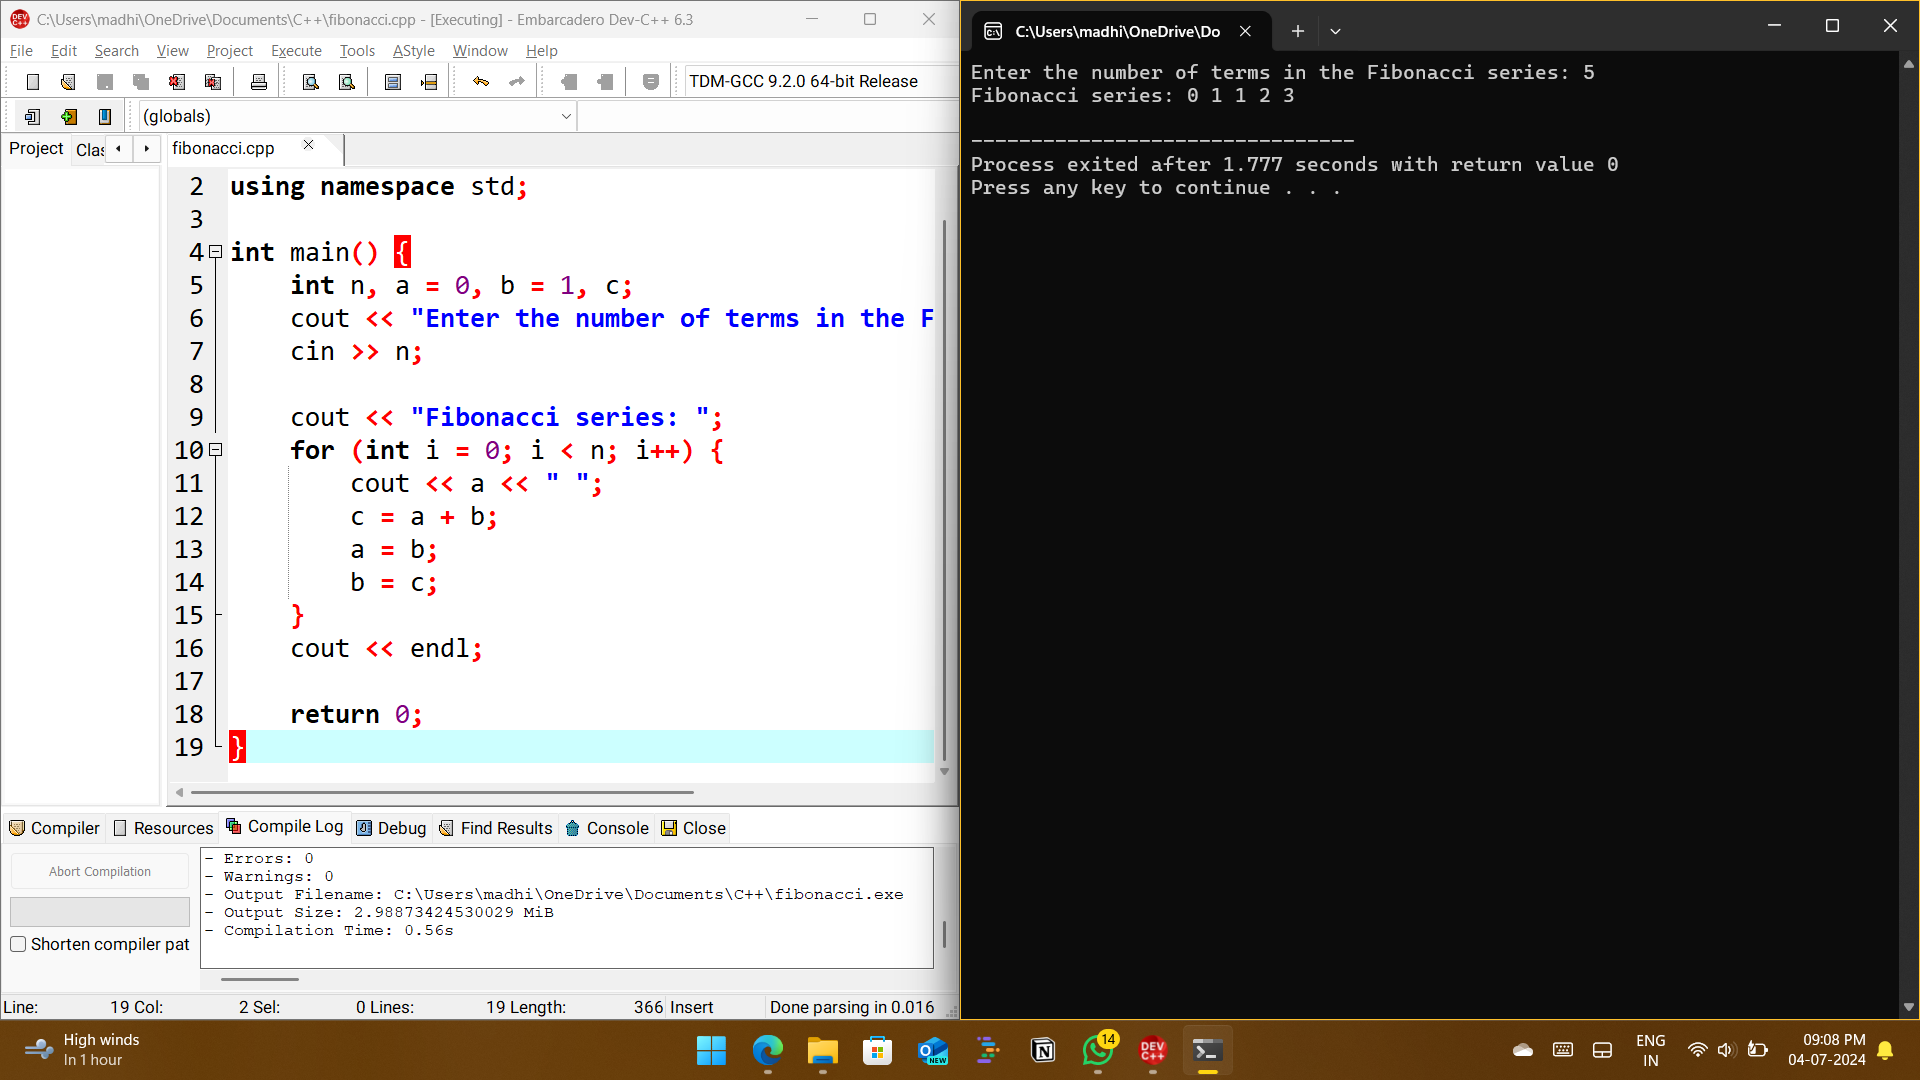 C:\Users\madhi\OneDrive\Documents\C++\fibonacci.cpp - [Executing] - Embarcadero Dev-C++ 6.3
File Edit Search View Project Execute Tools AStyle Window Help
TDM-GCC 9.2.0 64-bit Release
(globals)
Project Clas
fibonacci.cpp
2 using namespace std;
3
4 int main() {
5 int n, a = 0, b = 1, c;
6 cout << "Enter the number of terms in the F
7 cin >> n;
8
9 cout << "Fibonacci series: ";
10 for (int i = 0; i < n; i++) {
11 cout << a << " ";
12 c = a + b;
13 a = b;
14 b = c;
15 }
16 cout << endl;
17
18 return 0;
19 }
Compiler Resources Compile Log Debug Find Results Console Close
Abort Compilation
Shorten compiler pat
- Errors: 0
- Warnings: 0
- Output Filename: C:\Users\madhi\OneDrive\Documents\C++\fibonacci.exe
- Output Size: 2.98873424530029 MiB
- Compilation Time: 0.56s
Line: 19 Col: 2 Sel: 0 Lines: 19 Length: 366 Insert Done parsing in 0.016
C:\Users\madhi\OneDrive\Do
Enter the number of terms in the Fibonacci series: 5
Fibonacci series: 0 1 1 2 3
--------------------------------
Process exited after 1.777 seconds with return value 0
Press any key to continue . . .
High winds
In 1 hour
NEW
14
DEV
C++
ENG
IN
09:08 PM
04-07-2024